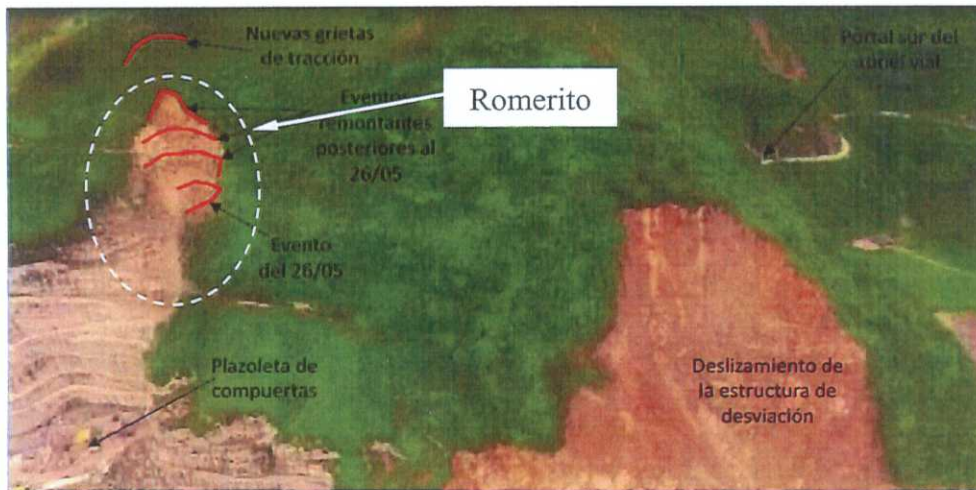 Nuevas grietas
de tracción
Portal sur del
túnel vial
Romerito
Eventos
remontantes
posteriores al
26/05
Evento
del 26/05
Plazoleta de
compuertas
Deslizamiento de
la estructura de
desviación